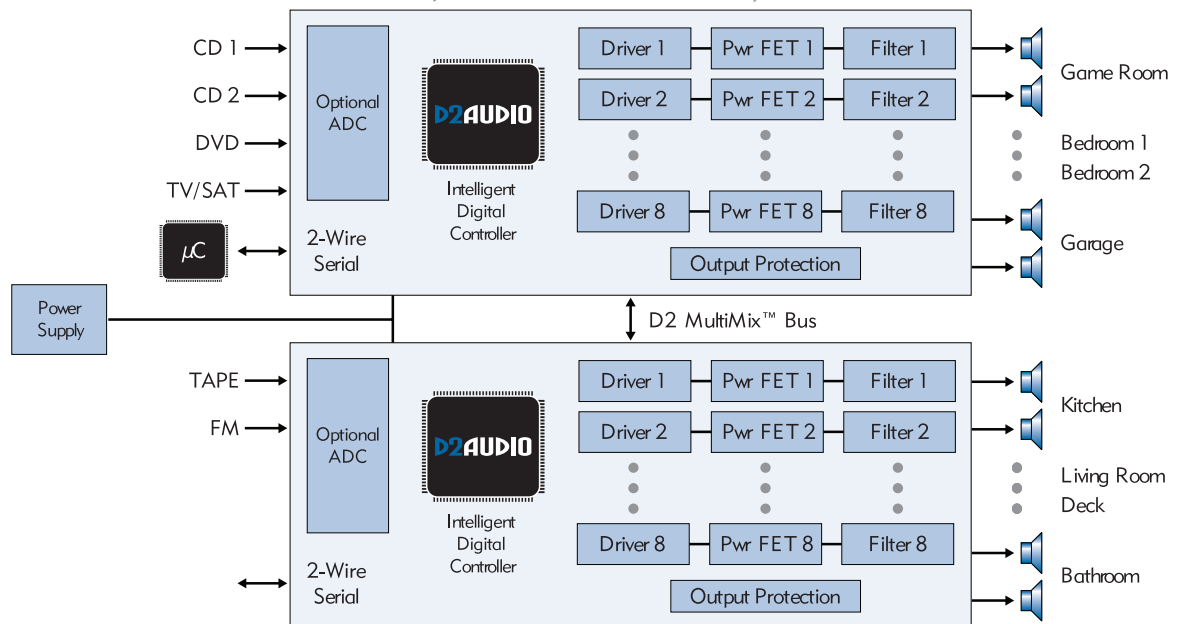 CD 1
CD 2
DVD
TV/SAT
µC
Optional
ADC
2-Wire
Serial
D2AUDIO
Intelligent
Digital
Controller
Driver 1
Pwr FET 1
Filter 1
Driver 2
Pwr FET 2
Filter 2
Driver 8
Pwr FET 8
Filter 8
Output Protection
Game Room
Bedroom 1
Bedroom 2
Garage
Power
Supply
D2 MultiMix™ Bus
TAPE
FM
Optional
ADC
2-Wire
Serial
D2AUDIO
Intelligent
Digital
Controller
Driver 1
Pwr FET 1
Filter 1
Driver 2
Pwr FET 2
Filter 2
Driver 8
Pwr FET 8
Filter 8
Output Protection
Kitchen
Living Room
Deck
Bathroom